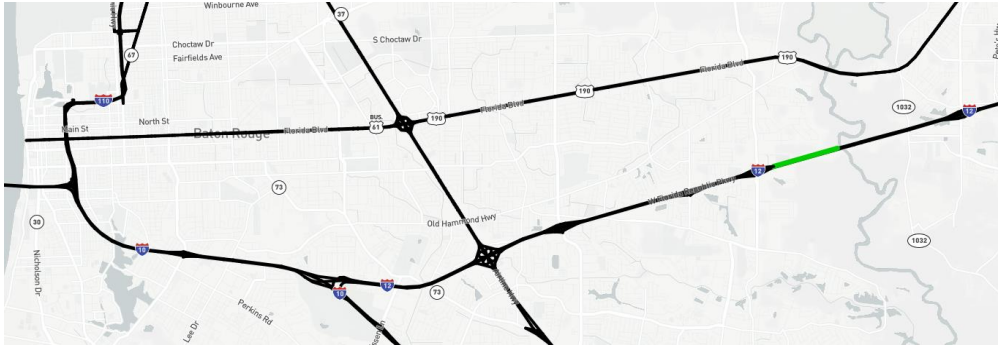 Winbourne Ave
37
67
S Choctaw Dr
Choctaw Dr
Fairfields Ave
190
Florida Blvd
190
110
1032
12
Florida Blvd
190
BUS.
61
North St
Main St
Florida Blvd
Baton Rouge
12
73
30
Old Hammond Hwy
1032
10
Nicholson Dr
12
73
10
Perkins Rd
Lee Dr